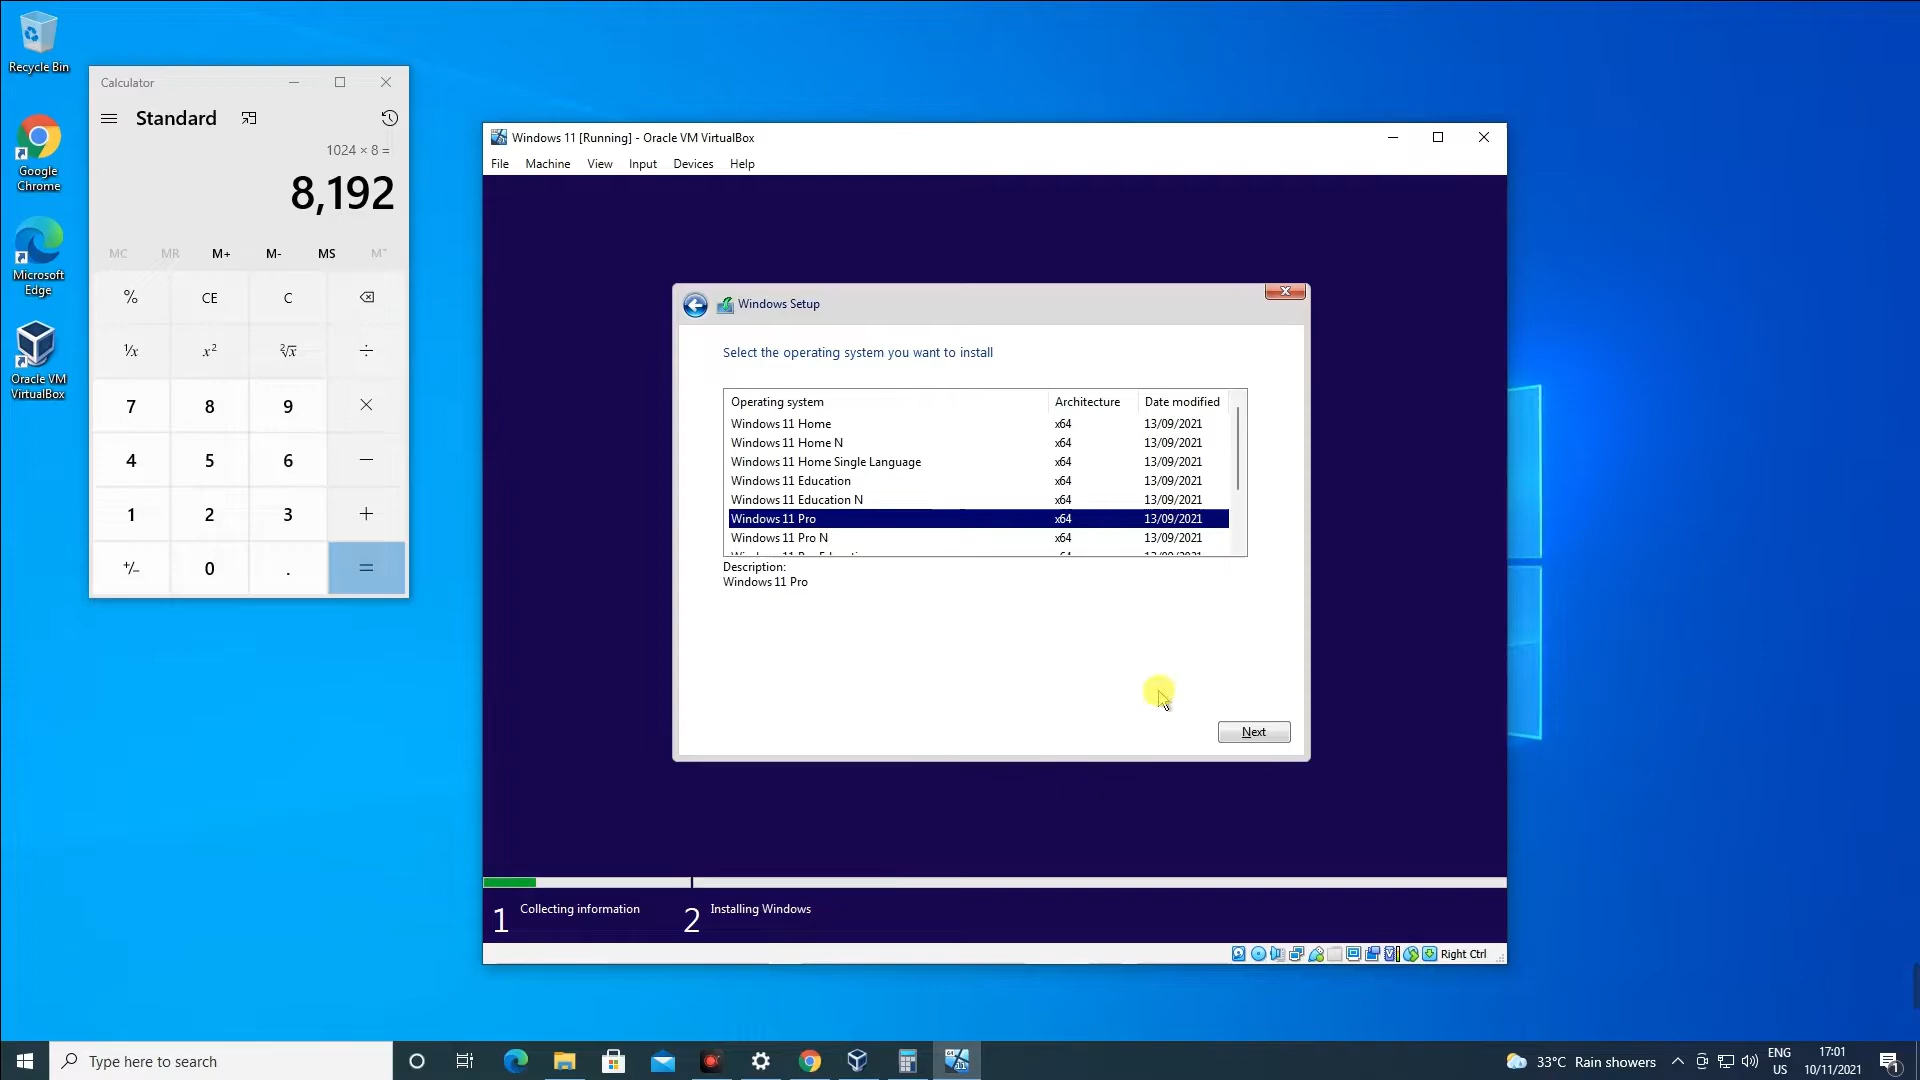 Recycle Bin
Google
Chrome
Microsoft
Edge
Oracle VM
VirtualBox
Calculator
Standard
1024 × 8 =
8,192
MC MR M+ M- MS M˅
% CE C
¹/x x² ²√x ÷
7 8 9 ×
4 5 6 −
1 2 3 +
+/− 0 . =
Windows 11 [Running] - Oracle VM VirtualBox
File Machine View Input Devices Help
Windows Setup
Select the operating system you want to install
Operating system Architecture Date modified
Windows 11 Home x64 13/09/2021
Windows 11 Home N x64 13/09/2021
Windows 11 Home Single Language x64 13/09/2021
Windows 11 Education x64 13/09/2021
Windows 11 Education N x64 13/09/2021
Windows 11 Pro x64 13/09/2021
Windows 11 Pro N x64 13/09/2021
Description:
Windows 11 Pro
Next
1 Collecting information 2 Installing Windows
Right Ctrl
Type here to search
33°C Rain showers
ENG
US
17:01
10/11/2021
1